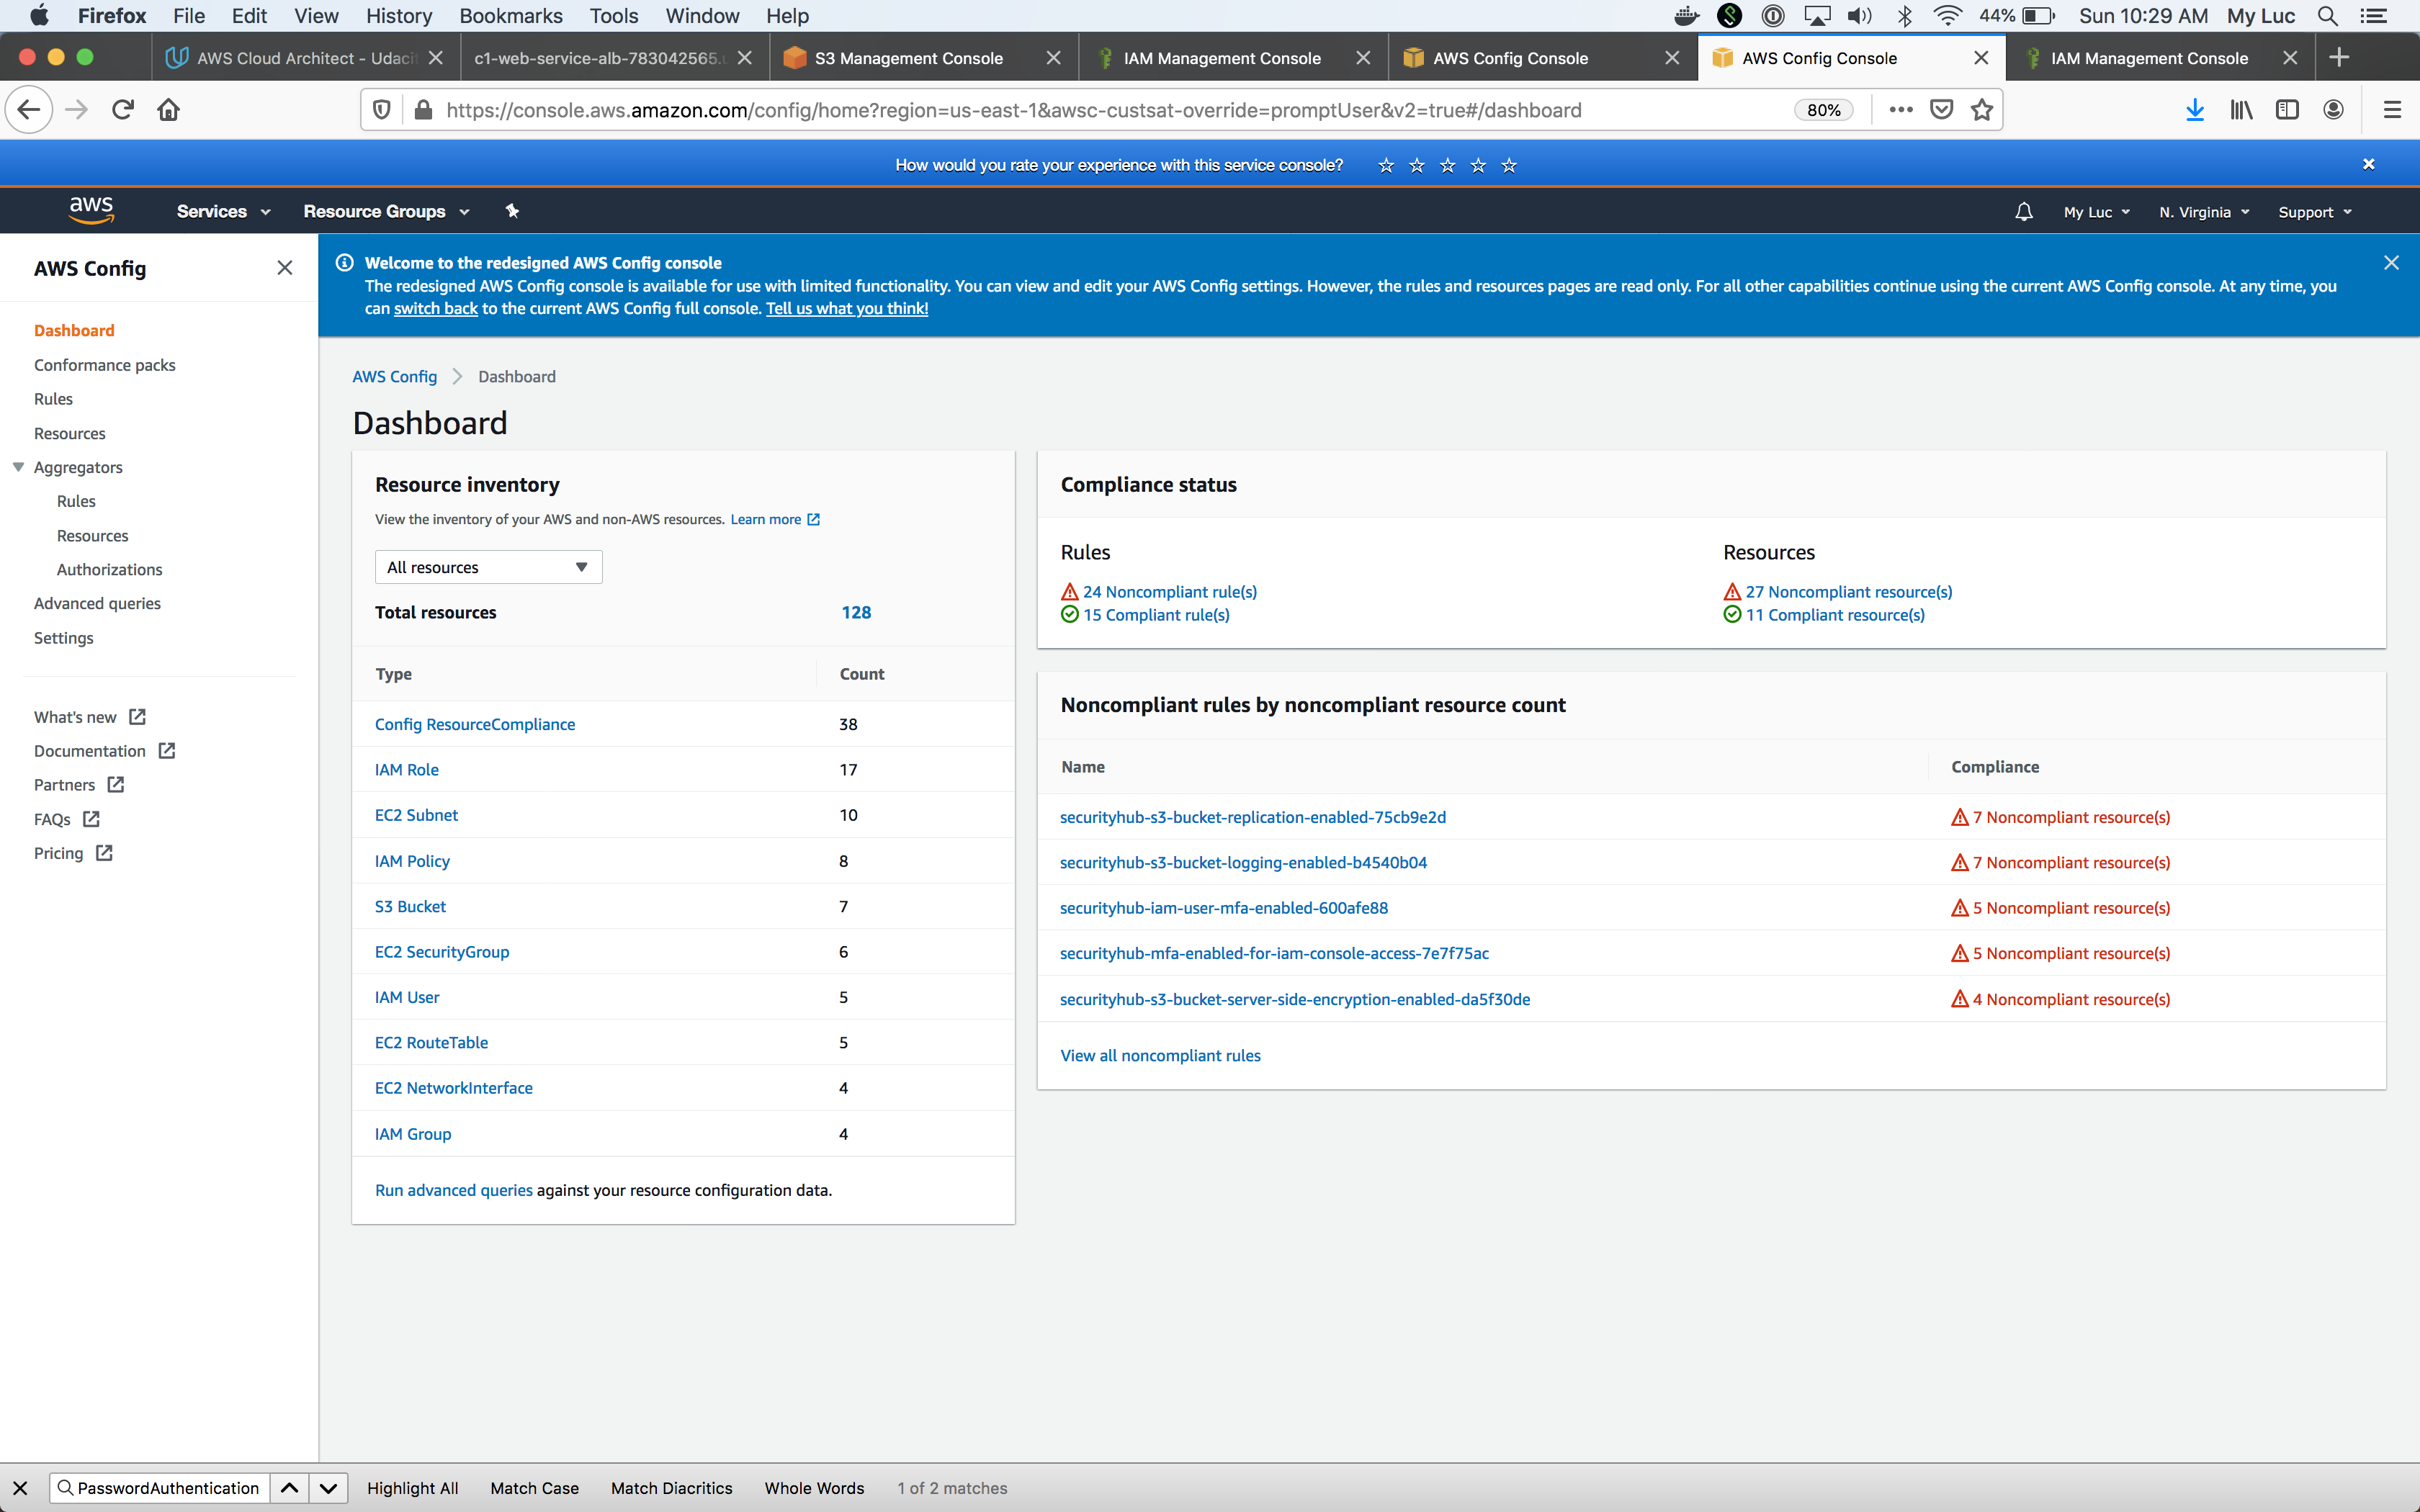 Firefox File Edit View History Bookmarks Tools Window Help 44% Sun 10:29 AM My Luc
AWS Cloud Architect - Udaci
c1-web-service-alb-783042565.
S3 Management Console
IAM Management Console
AWS Config Console
AWS Config Console
IAM Management Console
https://console.aws.amazon.com/config/home?region=us-east-1&awsc-custsat-override=promptUser&v2=true#/dashboard 80%
How would you rate your experience with this service console?
aws Services Resource Groups My Luc N. Virginia Support
AWS Config
Dashboard
Conformance packs
Rules
Resources
Aggregators
Rules
Resources
Authorizations
Advanced queries
Settings
What's new
Documentation
Partners
FAQs
Pricing
Welcome to the redesigned AWS Config console
The redesigned AWS Config console is available for use with limited functionality. You can view and edit your AWS Config settings. However, the rules and resources pages are read only. For all other capabilities continue using the current AWS Config console. At any time, you
can switch back to the current AWS Config full console. Tell us what you think!
AWS Config Dashboard
Dashboard
Resource inventory
View the inventory of your AWS and non-AWS resources. Learn more
All resources
Total resources 128
Type Count
Config ResourceCompliance 38
IAM Role 17
EC2 Subnet 10
IAM Policy 8
S3 Bucket 7
EC2 SecurityGroup 6
IAM User 5
EC2 RouteTable 5
EC2 NetworkInterface 4
IAM Group 4
Run advanced queries against your resource configuration data.
Compliance status
Rules
24 Noncompliant rule(s)
15 Compliant rule(s)
Resources
27 Noncompliant resource(s)
11 Compliant resource(s)
Noncompliant rules by noncompliant resource count
Name Compliance
securityhub-s3-bucket-replication-enabled-75cb9e2d 7 Noncompliant resource(s)
securityhub-s3-bucket-logging-enabled-b4540b04 7 Noncompliant resource(s)
securityhub-iam-user-mfa-enabled-600afe88 5 Noncompliant resource(s)
securityhub-mfa-enabled-for-iam-console-access-7e7f75ac 5 Noncompliant resource(s)
securityhub-s3-bucket-server-side-encryption-enabled-da5f30de 4 Noncompliant resource(s)
View all noncompliant rules
PasswordAuthentication Highlight All Match Case Match Diacritics Whole Words 1 of 2 matches